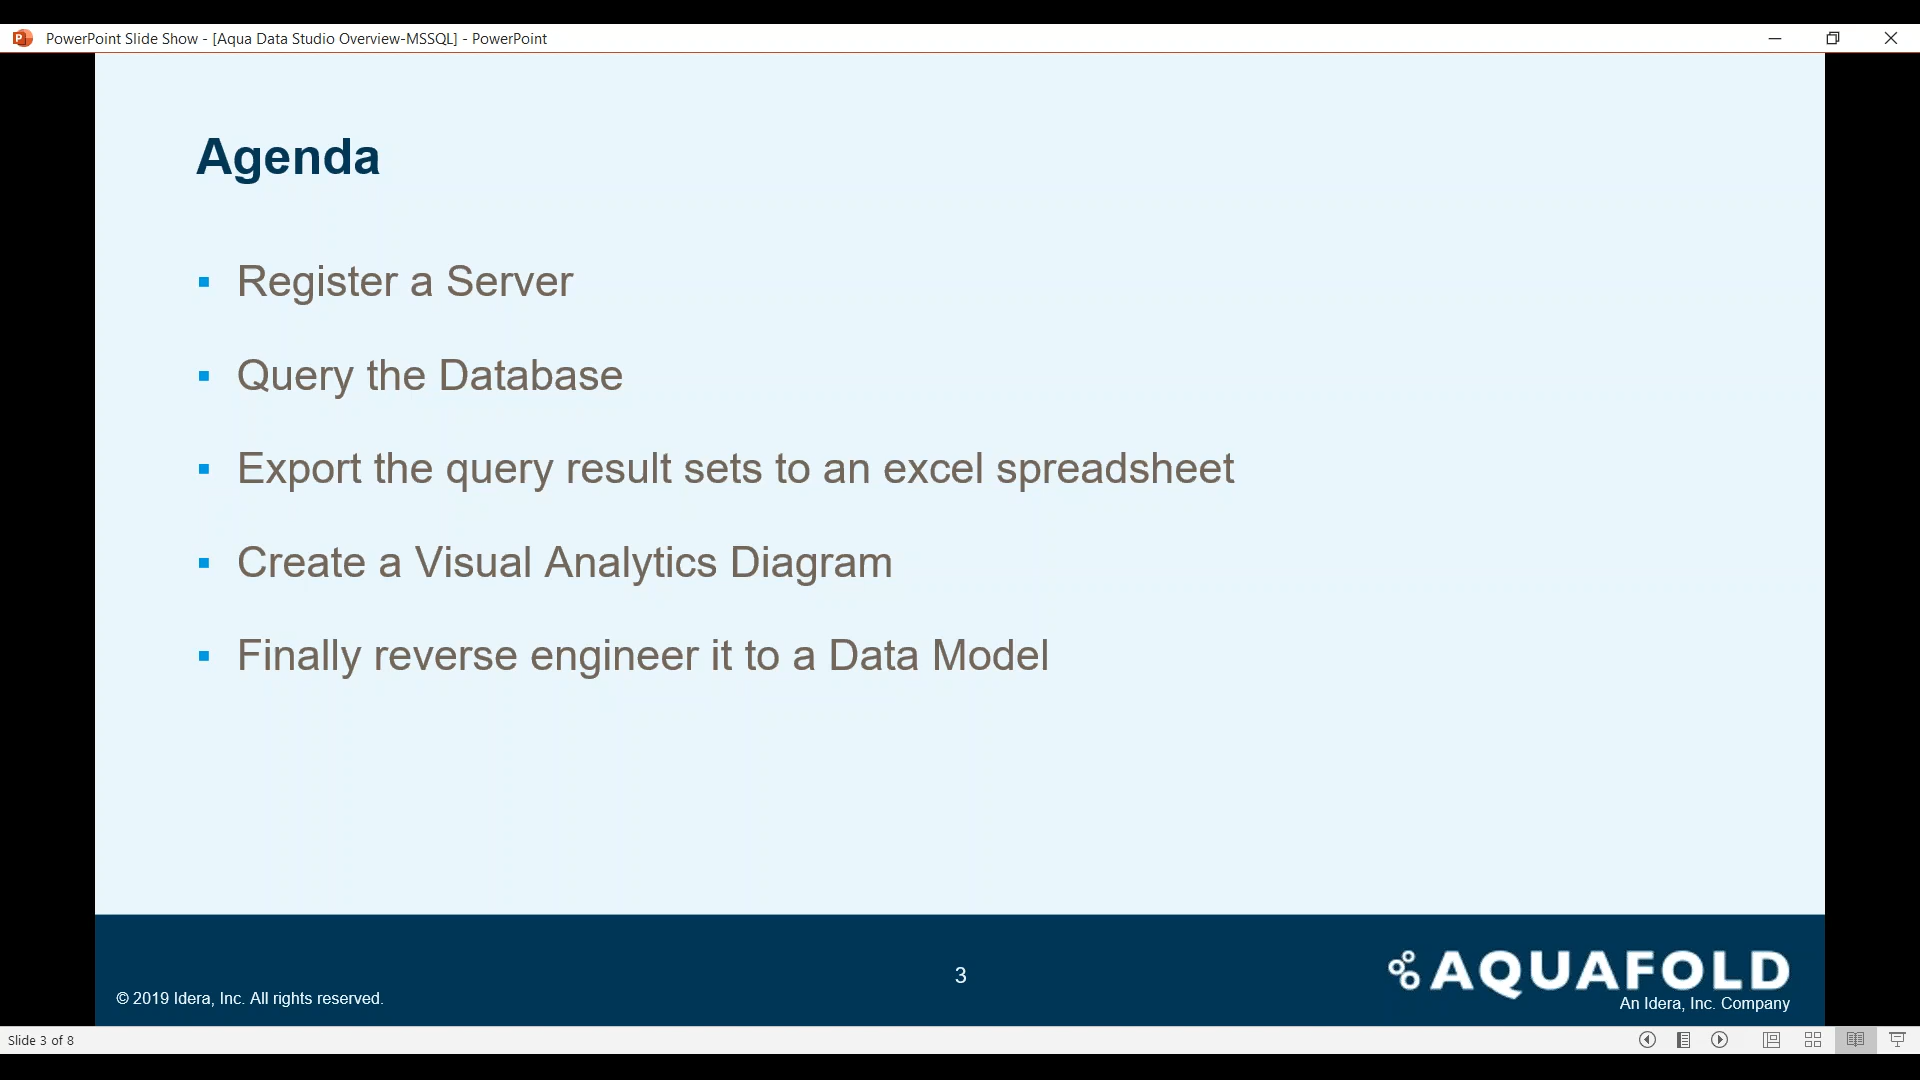 PowerPoint Slide Show - [Aqua Data Studio Overview-MSSQL] - PowerPoint
Agenda
▪ Register a Server
▪ Query the Database
▪ Export the query result sets to an excel spreadsheet
▪ Create a Visual Analytics Diagram
▪ Finally reverse engineer it to a Data Model
© 2019 Idera, Inc. All rights reserved.
3
AQUAFOLD
An Idera, Inc. Company
Slide 3 of 8